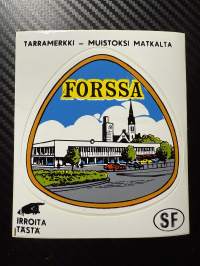 TARRAMERKKI – MUISTOKSI MATKALTA
FORSSA
IRROITA
TÄSTÄ
SF